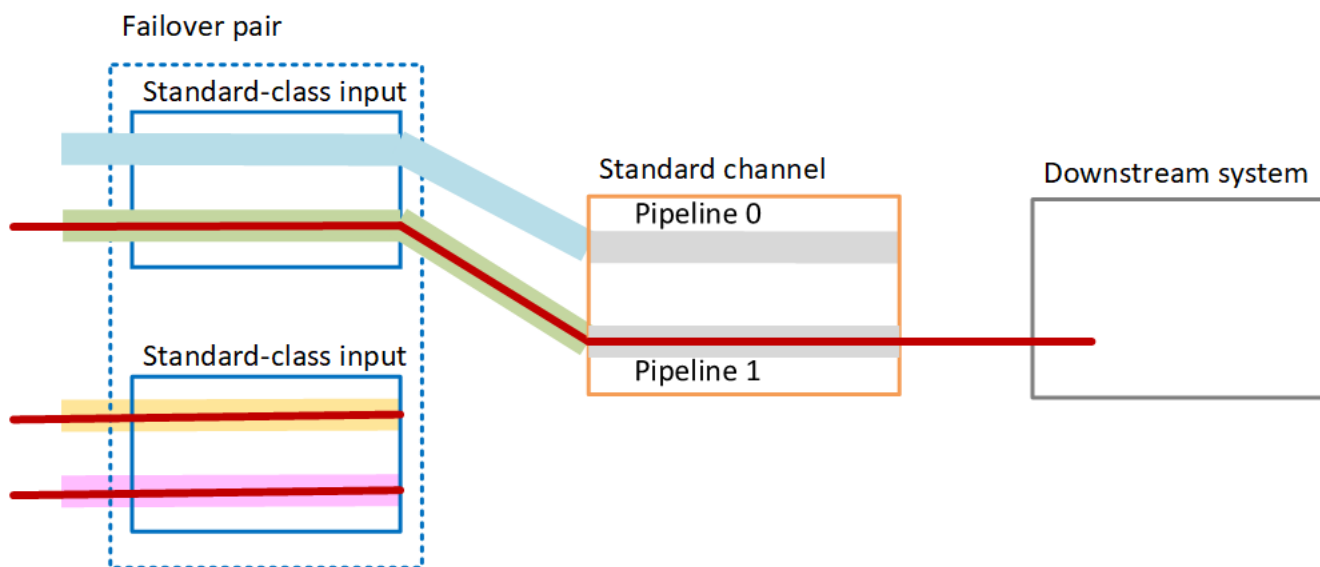 Failover pair
Standard-class input
Standard channel
Downstream system
Pipeline 0
Standard-class input
Pipeline 1